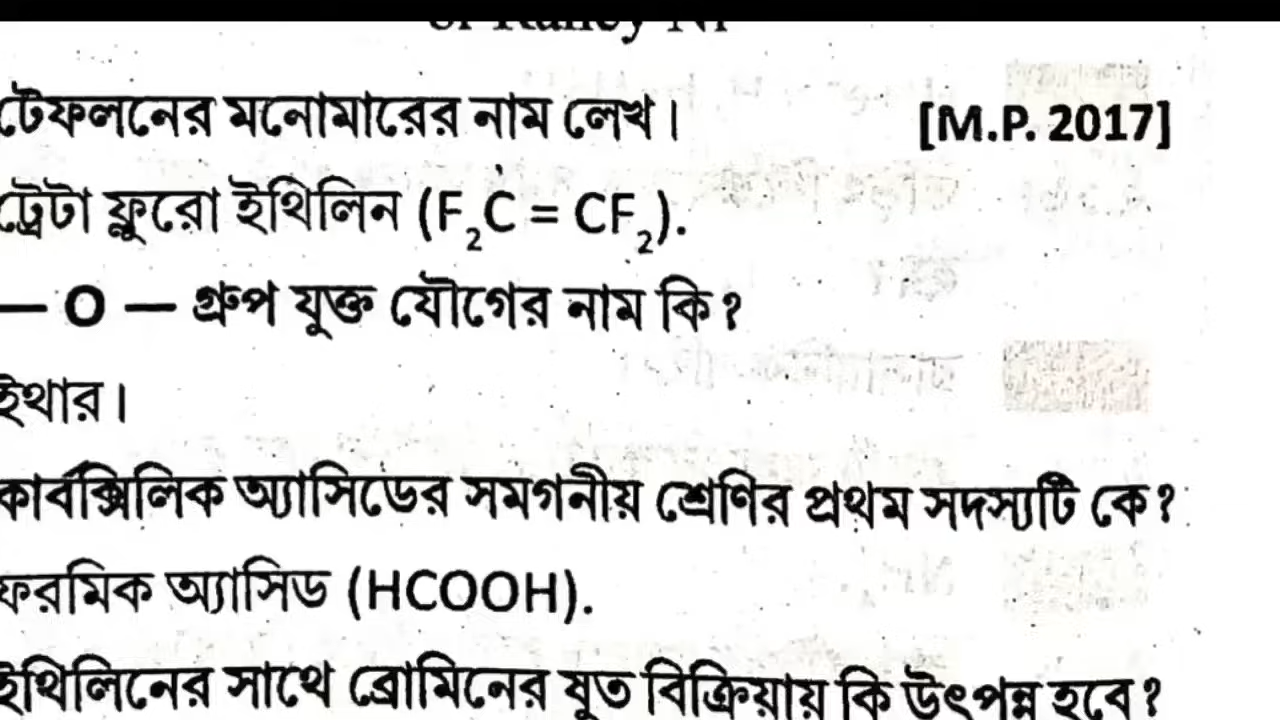 টেফলনের মনোমারের নাম লেখ। [M.P. 2017]
ট্রেটা ফ্লুরো ইথিলিন (F₂C = CF₂).
— O — গ্রুপ যুক্ত যৌগের নাম কি?
ইথার।
কার্বক্সিলিক অ্যাসিডের সমগনীয় শ্রেণির প্রথম সদস্যটি কে?
ফরমিক অ্যাসিড (HCOOH).
ইথিলিনের সাথে ব্রোমিনের যুত বিক্রিয়ায় কি উৎপন্ন হবে?